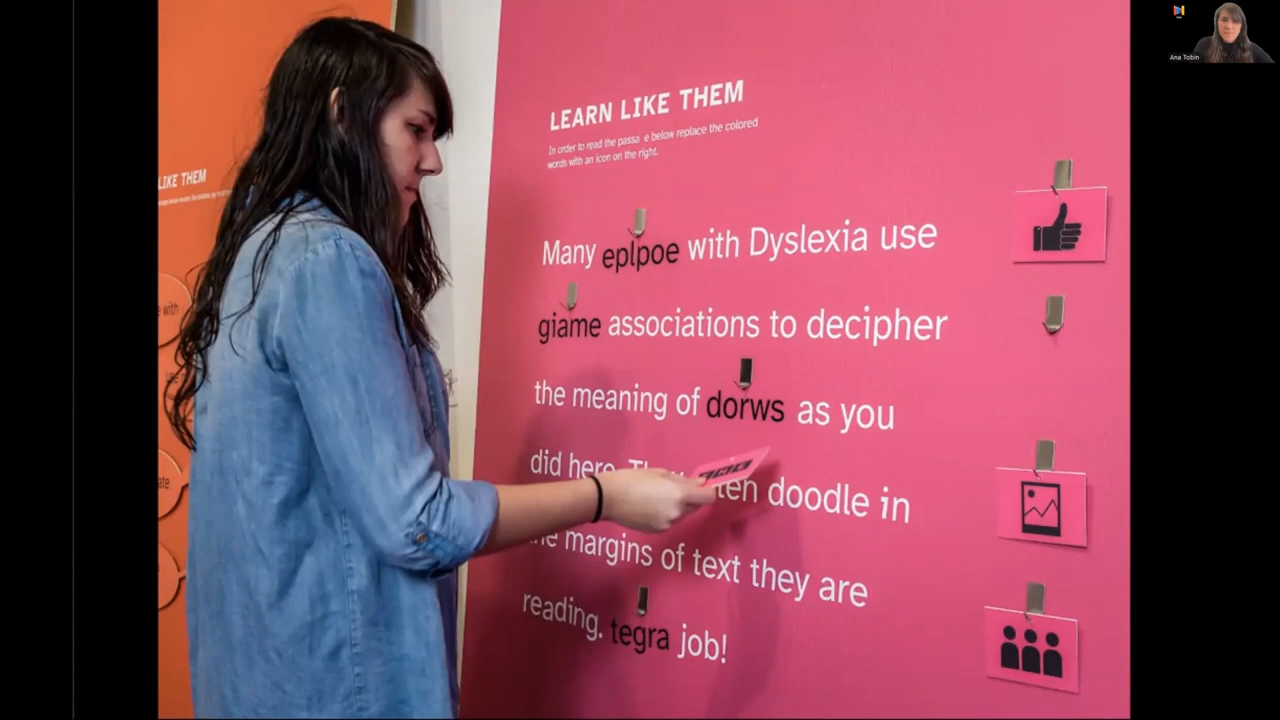 LEARN LIKE THEM
In order to read the passa e below replace the colored
words with an icon on the right.
Many eplpoe with Dyslexia use
giame associations to decipher
the meaning of dorws as you
did here. They ten doodle in
margins of text they are
reading. tegra job!
LIKE THEM
with
Ana Tobin